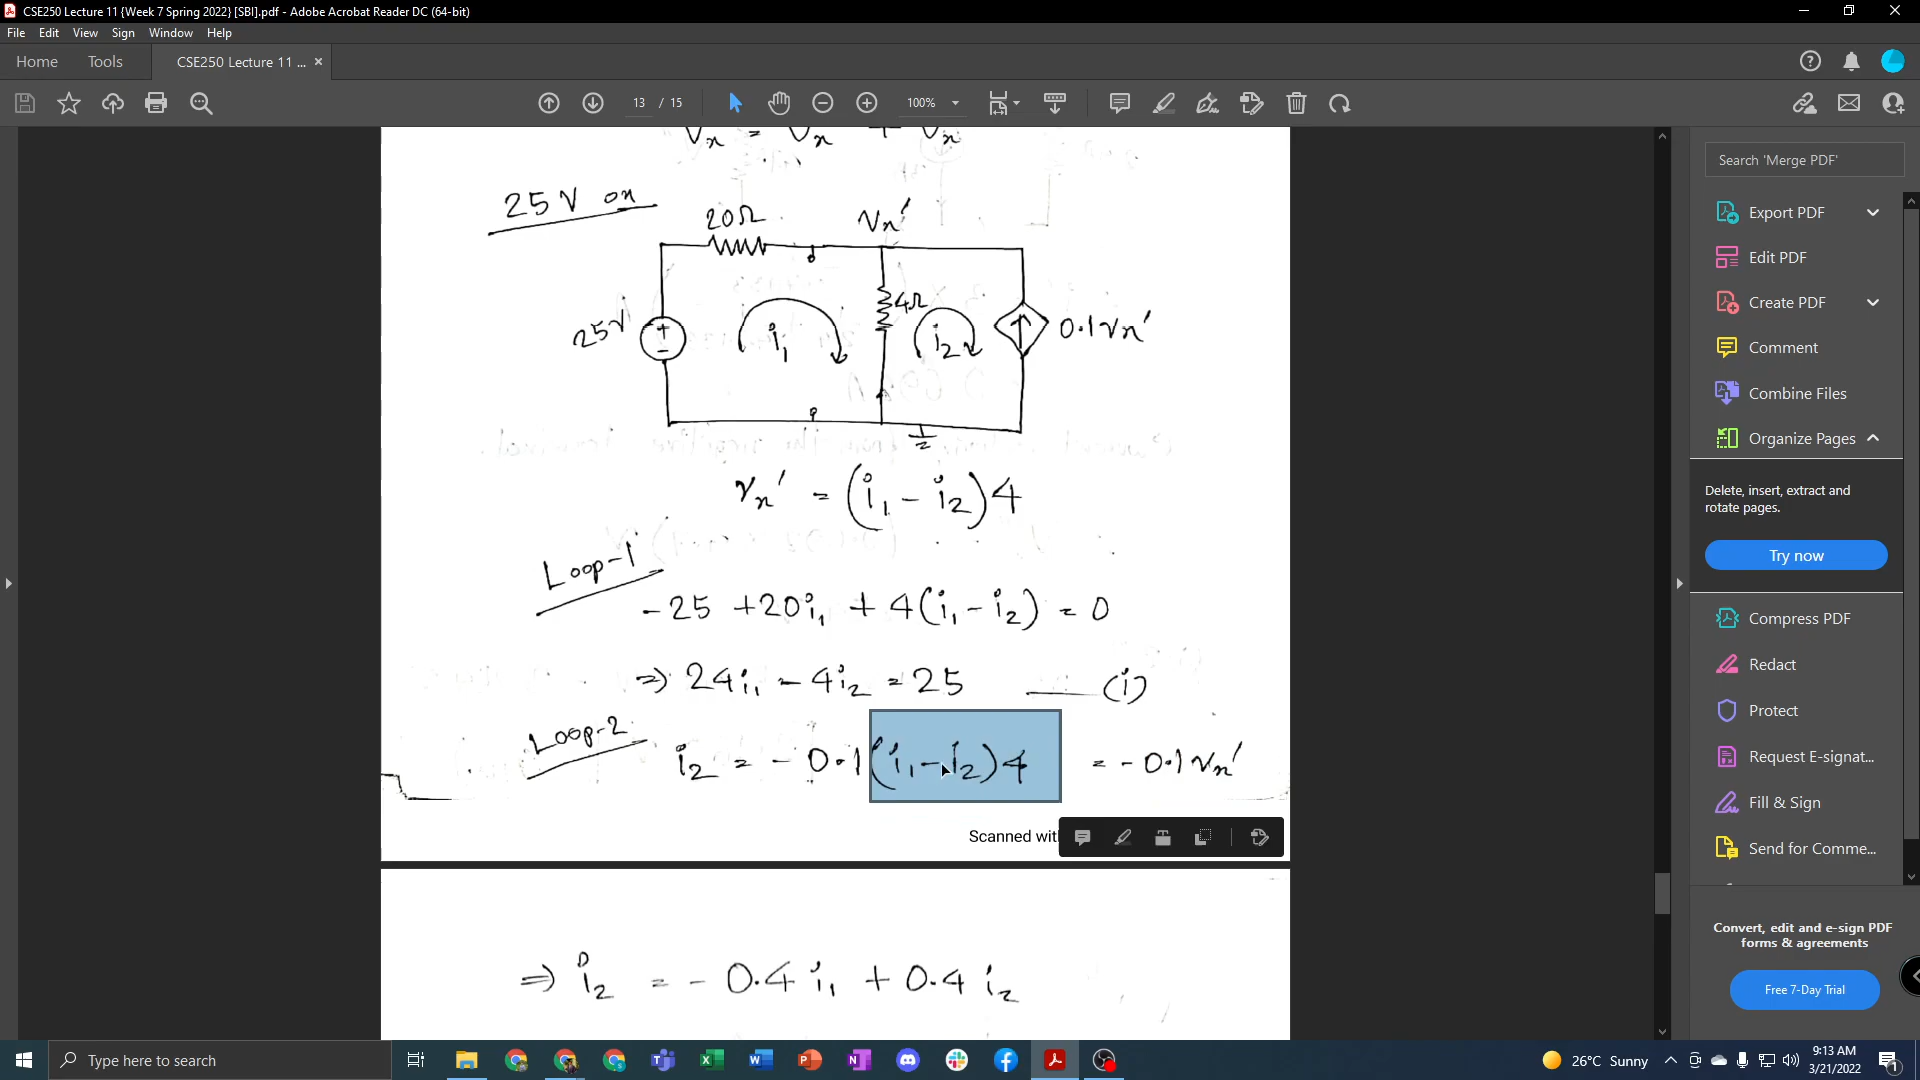 CSE250 Lecture 11 {Week 7 Spring 2022} [SBI].pdf - Adobe Acrobat Reader DC (64-bit)
File Edit View Sign Window Help
Home Tools CSE250 Lecture 11 ... ×
13 / 15 100%
Vx = Vx + Vx
25V on
20Ω Vx'
25V + - i₁ 4Ω i₂ 0.1Vx'
Vx' = (i₁ - i₂)4
Loop-1
-25 +20i₁ + 4(i₁ - i₂) = 0
⇒ 24i₁ - 4i₂ = 25 (i)
Loop-2
i₂ = - 0.1(i₁-i₂)4 = - 0.1Vx'
Scanned wit
⇒ i₂ = - 0.4 i₁ + 0.4 i₂
Search 'Merge PDF'
Export PDF
Edit PDF
Create PDF
Comment
Combine Files
Organize Pages
Delete, insert, extract and
rotate pages.
Try now
Compress PDF
Redact
Protect
Request E-signat...
Fill & Sign
Send for Comme...
Convert, edit and e-sign PDF
forms & agreements
Free 7-Day Trial
Type here to search
26°C Sunny
9:13 AM
3/21/2022
1